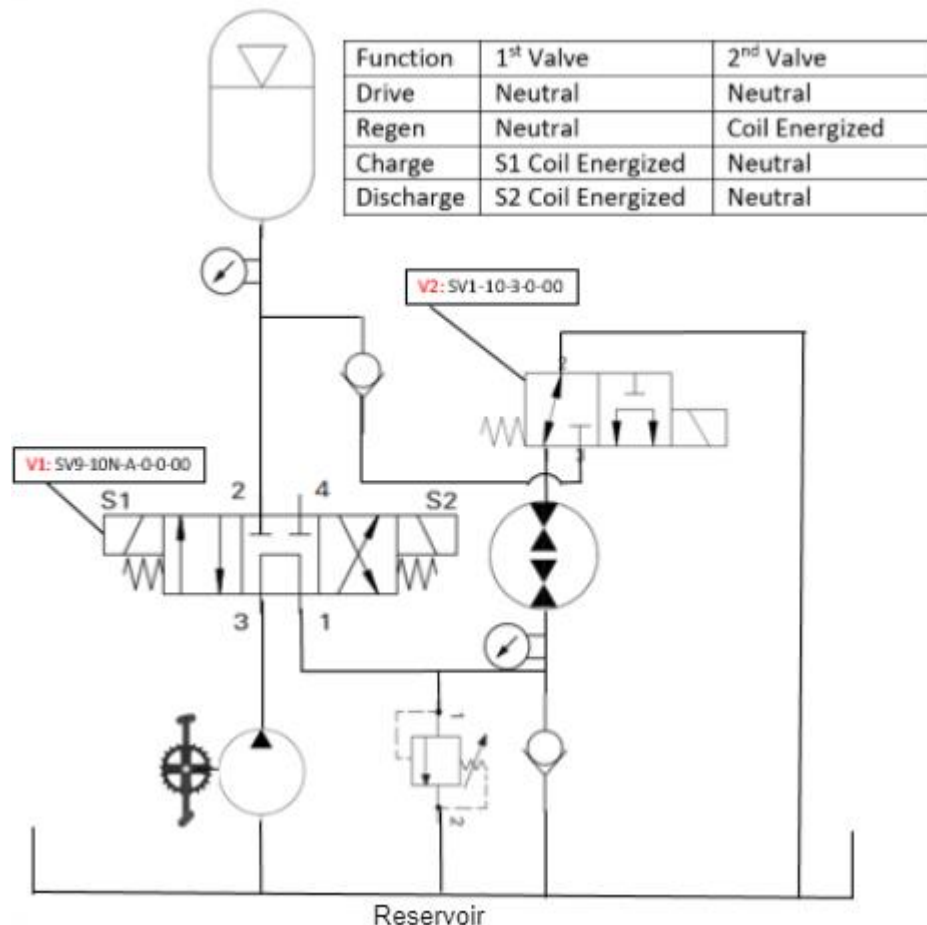 Function 1st Valve 2nd Valve
Drive Neutral Neutral
Regen Neutral Coil Energized
Charge S1 Coil Energized Neutral
Discharge S2 Coil Energized Neutral
V2: SV1-10-3-0-00
2
3
V1: SV9-10N-A-0-0-00
S1 2 4 S2
3 1
1
2
Reservoir